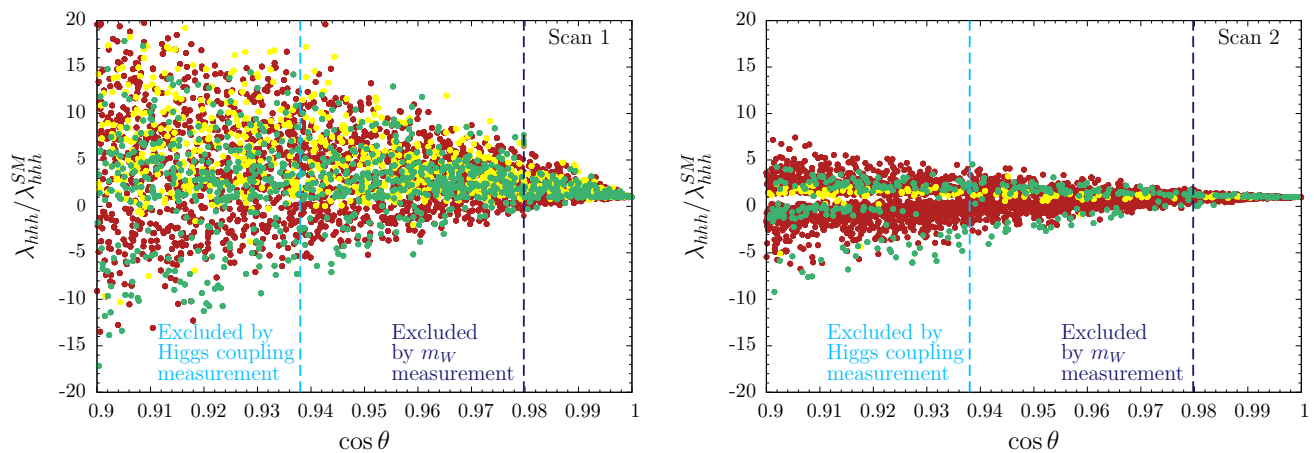 20
15
10
5
0
-5
-10
-15
-20
λhhh/λ^SM_hhh
Scan 1
Excluded by
Higgs coupling
measurement
Excluded
by mW
measurement
0.9 0.91 0.92 0.93 0.94 0.95 0.96 0.97 0.98 0.99 1
cos θ
20
15
10
5
0
-5
-10
-15
-20
λhhh/λ^SM_hhh
Scan 2
Excluded by
Higgs coupling
measurement
Excluded
by mW
measurement
0.9 0.91 0.92 0.93 0.94 0.95 0.96 0.97 0.98 0.99 1
cos θ